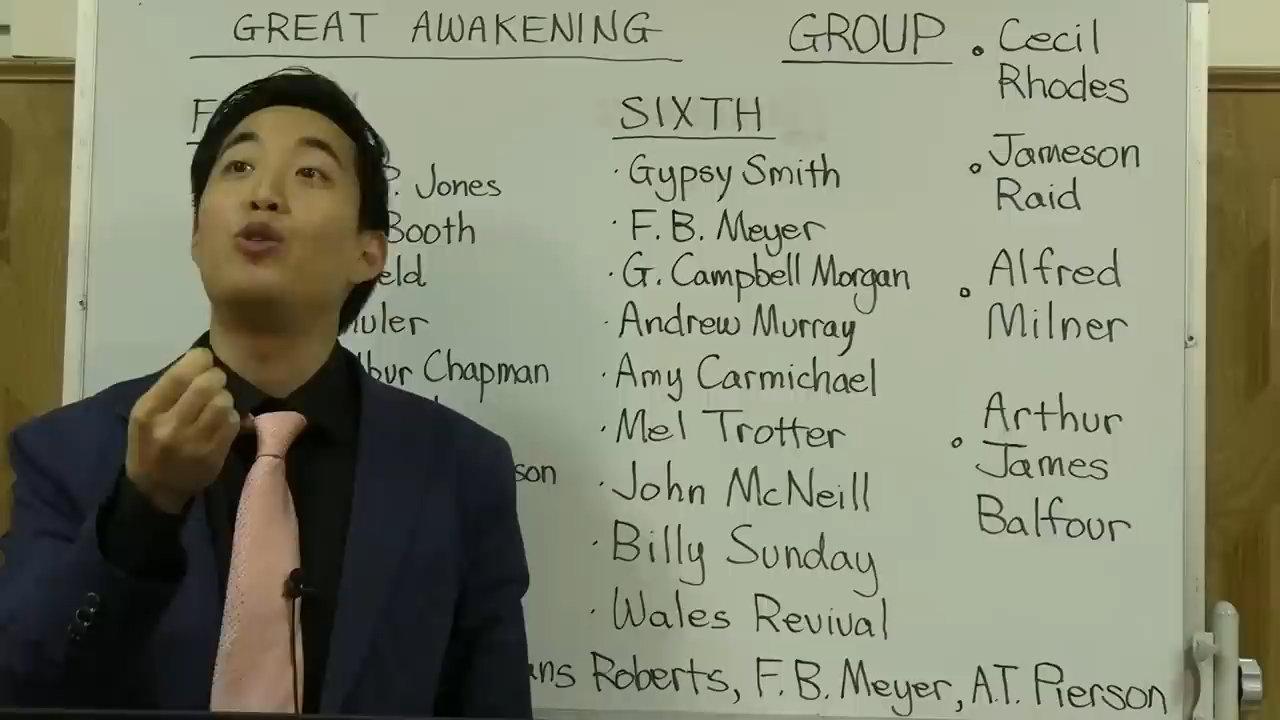 GREAT AWAKENING
GROUP
SIXTH
Jones
Booth
Chapman
· Gypsy Smith
· F. B. Meyer
· G. Campbell Morgan
· Andrew Murray
· Amy Carmichael
· Mel Trotter
· John McNeill
· Billy Sunday
· Wales Revival
Roberts, F. B. Meyer, A.T. Pierson
• Cecil
Rhodes
• Jameson
Raid
• Alfred
Milner
• Arthur
James
Balfour